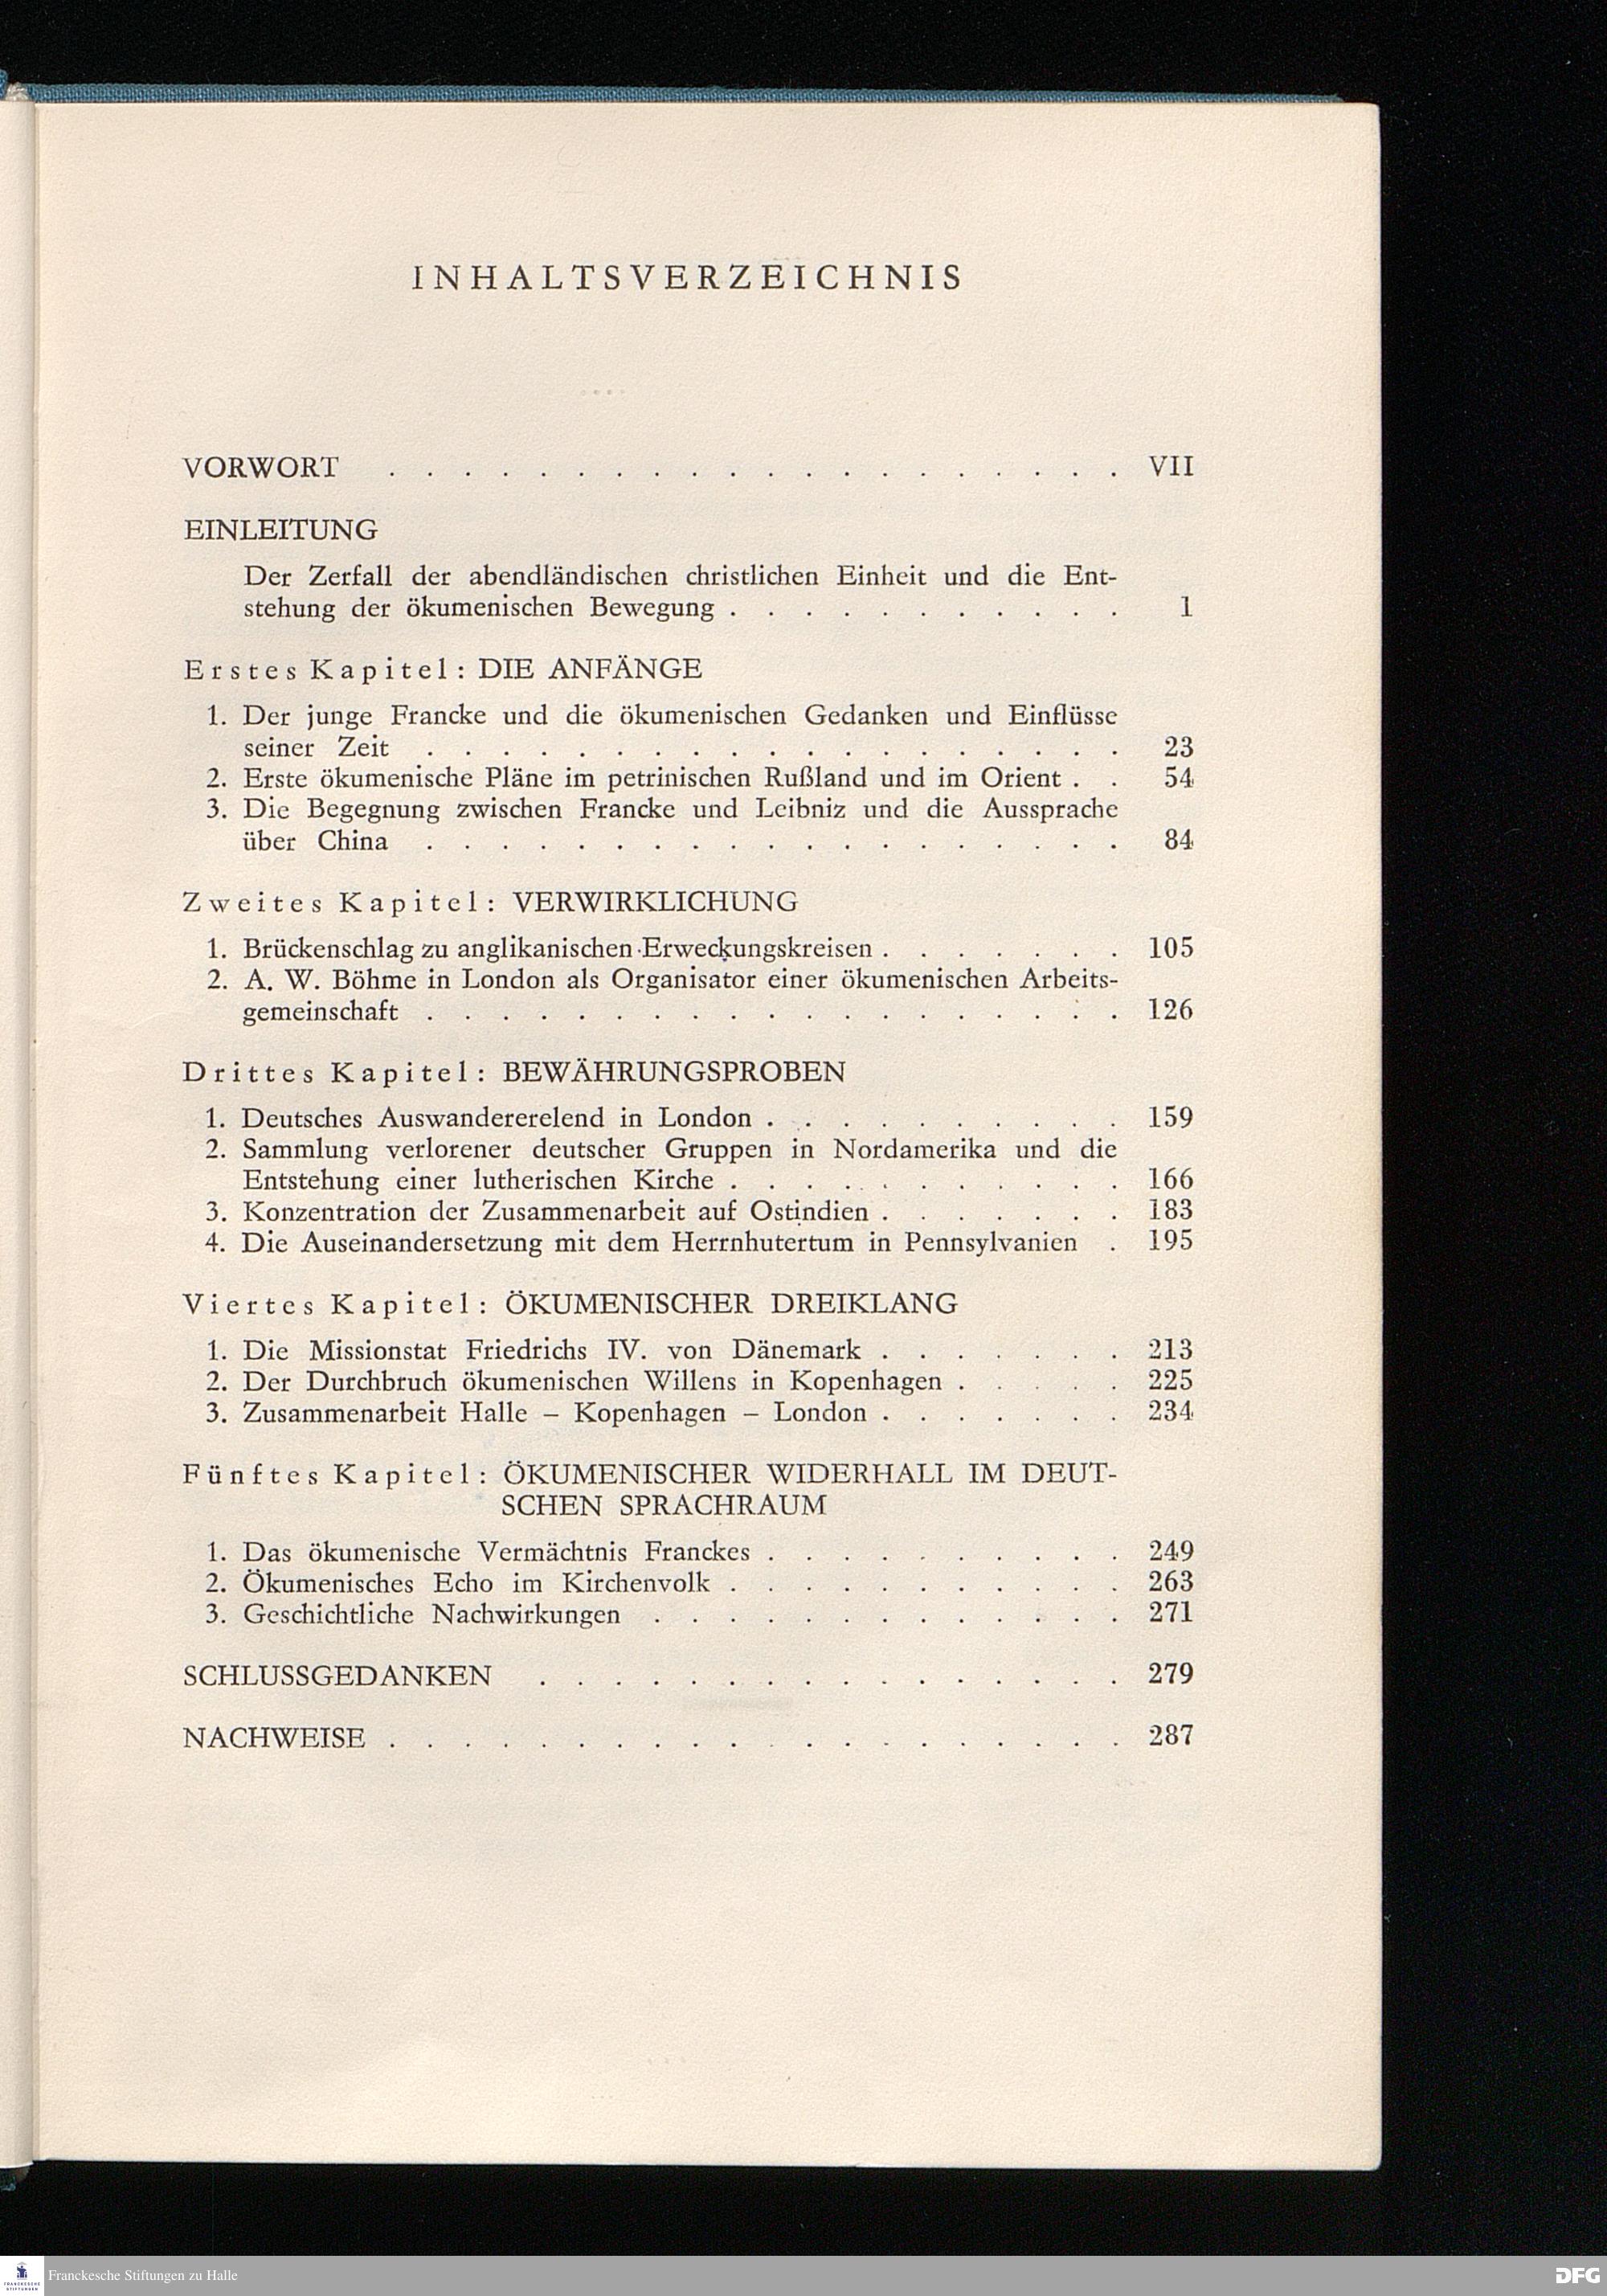 INHALTSVERZEICHNIS
VORWORT . . . . . . . . . . . . . . . . . . . . VII
EINLEITUNG
Der Zerfall der abendländischen christlichen Einheit und die Ent-
stehung der ökumenischen Bewegung . . . . . . . . . . . 1
Erstes Kapitel: DIE ANFÄNGE
1. Der junge Francke und die ökumenischen Gedanken und Einflüsse
seiner Zeit . . . . . . . . . . . . . . . . . . . 23
2. Erste ökumenische Pläne im petrinischen Rußland und im Orient . . 54
3. Die Begegnung zwischen Francke und Leibniz und die Aussprache
über China . . . . . . . . . . . . . . . . . . . 84
Zweites Kapitel: VERWIRKLICHUNG
1. Brückenschlag zu anglikanischen Erweckungskreisen . . . . . . . 105
2. A. W. Böhme in London als Organisator einer ökumenischen Arbeits-
gemeinschaft . . . . . . . . . . . . . . . . . . . 126
Drittes Kapitel: BEWÄHRUNGSPROBEN
1. Deutsches Auswandererelend in London . . . . . . . . . . 159
2. Sammlung verlorener deutscher Gruppen in Nordamerika und die
Entstehung einer lutherischen Kirche . . . . . . . . . . . 166
3. Konzentration der Zusammenarbeit auf Ostindien . . . . . . . 183
4. Die Auseinandersetzung mit dem Herrnhutertum in Pennsylvanien . 195
Viertes Kapitel: ÖKUMENISCHER DREIKLANG
1. Die Missionstat Friedrichs IV. von Dänemark . . . . . . . 213
2. Der Durchbruch ökumenischen Willens in Kopenhagen . . . . . 225
3. Zusammenarbeit Halle – Kopenhagen – London . . . . . . . 234
Fünftes Kapitel: ÖKUMENISCHER WIDERHALL IM DEUT-
SCHEN SPRACHRAUM
1. Das ökumenische Vermächtnis Franckes . . . . . . . . . . 249
2. Ökumenisches Echo im Kirchenvolk . . . . . . . . . . . 263
3. Geschichtliche Nachwirkungen . . . . . . . . . . . . . 271
SCHLUSSGEDANKEN . . . . . . . . . . . . . . . . 279
NACHWEISE . . . . . . . . . . . . . . . . . . . . 287
FRANCKESCHE
STIFTUNGEN
Franckesche Stiftungen zu Halle
DFG